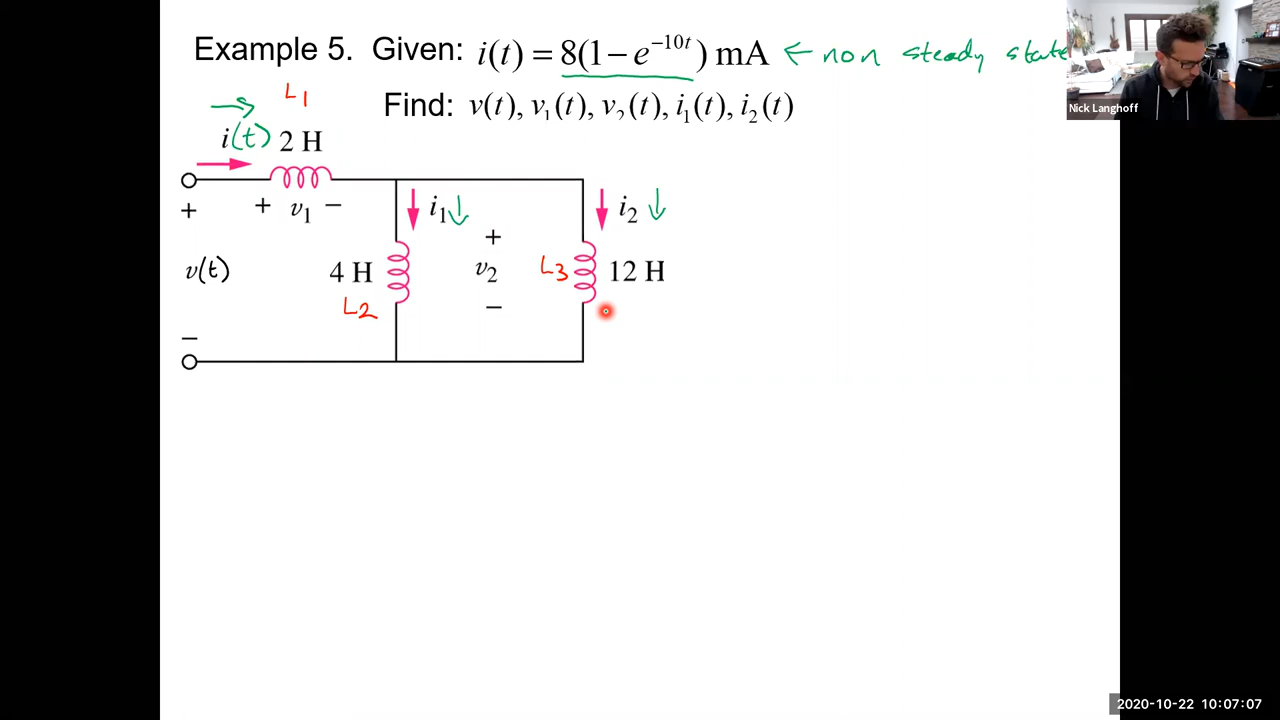 Example 5. Given: i(t) = 8(1 − e^{−10t}) mA ← non steady state
Find: v(t), v₁(t), v₂(t), i₁(t), i₂(t)
Nick Langhoff
L1
i(t) 2 H
+ + v₁ −
i₁ ↓
i₂ ↓
+
v(t)
4 H
v₂
L3
12 H
L2
−
−
2020-10-22 10:07:07